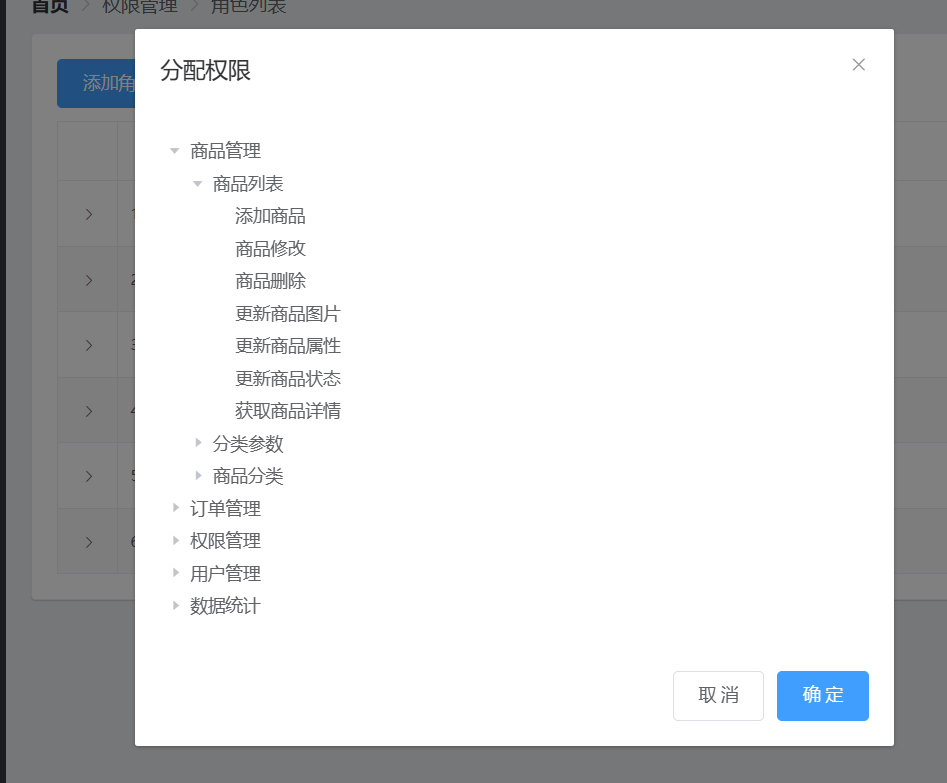 首页 权限管理 角色列表
分配权限
添加角
商品管理
商品列表
添加商品
商品修改
商品删除
更新商品图片
更新商品属性
更新商品状态
获取商品详情
分类参数
商品分类
订单管理
权限管理
用户管理
数据统计
取消 确定